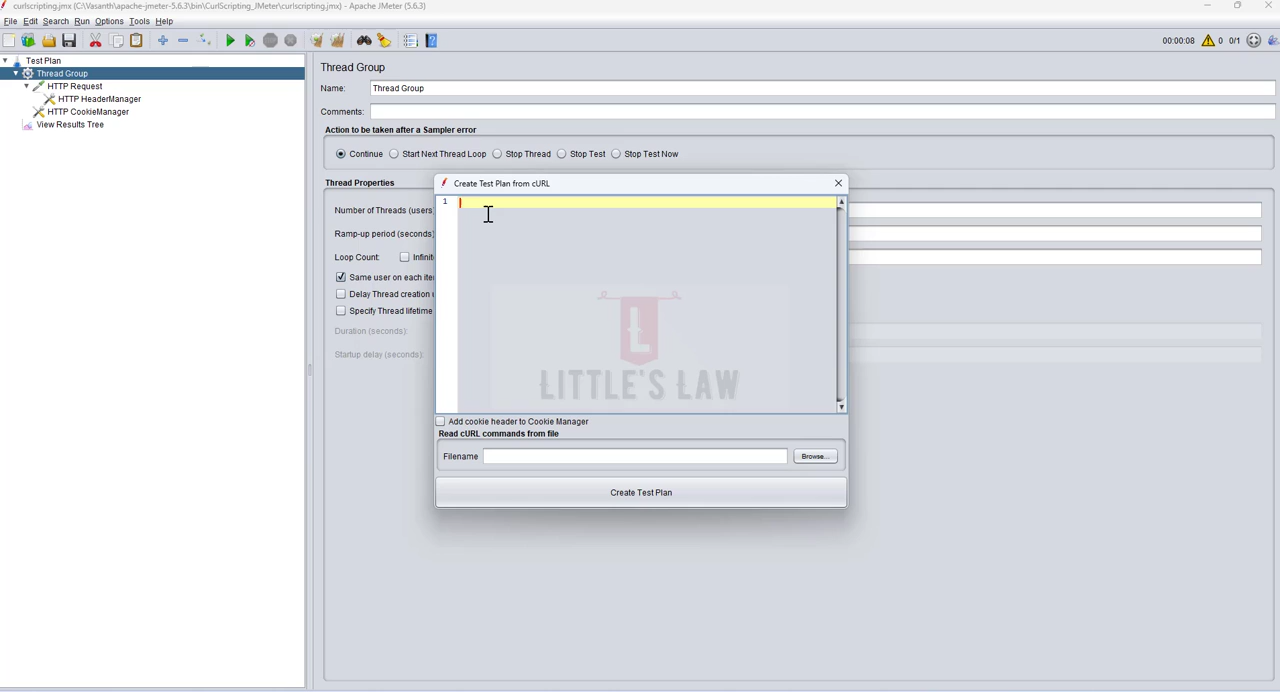 curlscripting.jmx (C:\Vasanth\apache-jmeter-5.6.3\bin\CurlScripting_JMeter\curlscripting.jmx) - Apache JMeter (5.6.3)
File Edit Search Run Options Tools Help
00:00:08 0 0/1
Test Plan
Thread Group
HTTP Request
HTTP HeaderManager
HTTP CookieManager
View Results Tree
Thread Group
Name: Thread Group
Comments:
Action to be taken after a Sampler error
Continue Start Next Thread Loop Stop Thread Stop Test Stop Test Now
Thread Properties
Number of Threads (users
Ramp-up period (seconds
Loop Count: Infinit
Same user on each ite
Delay Thread creation u
Specify Thread lifetime
Duration (seconds):
Startup delay (seconds):
Create Test Plan from cURL
1
L
LITTLE'S LAW
Add cookie header to Cookie Manager
Read cURL commands from file
Filename Browse...
Create Test Plan